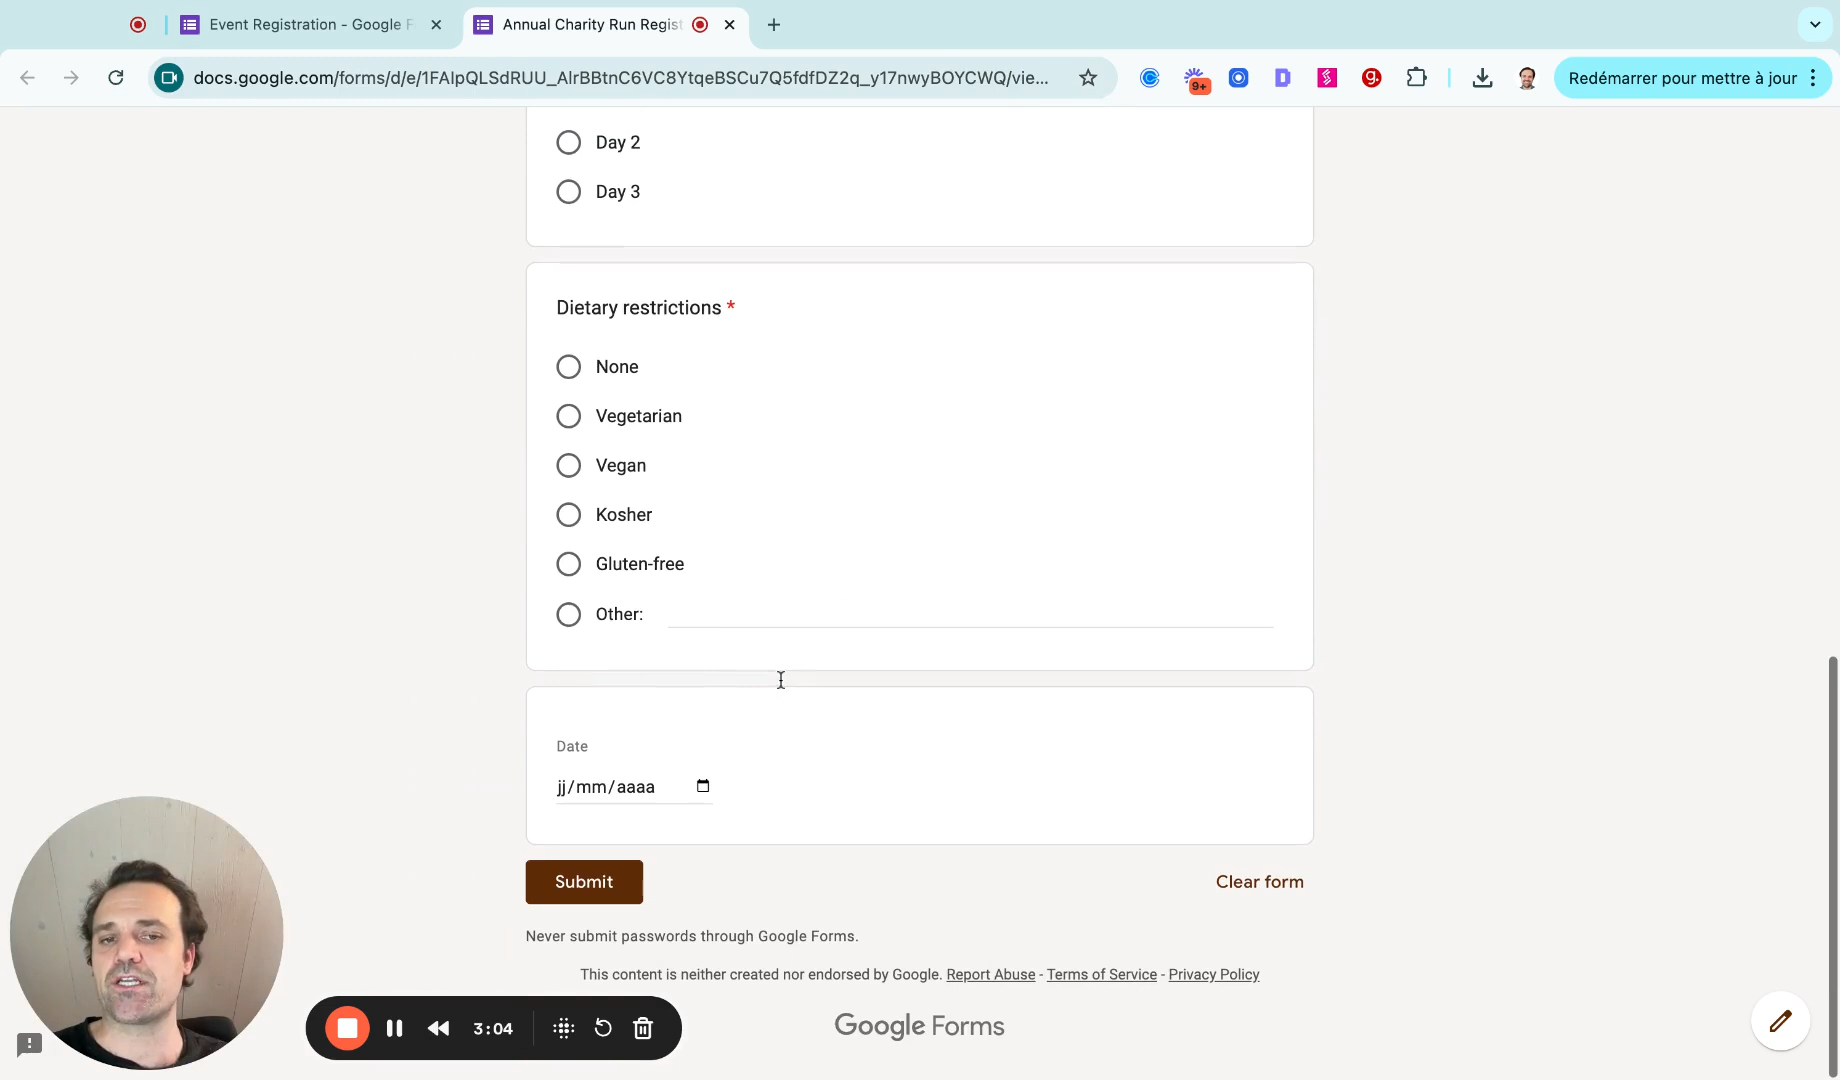 Event Registration - Google F
Annual Charity Run Regist
docs.google.com/forms/d/e/1FAIpQLSdRUU_AlrBBtnC6VC8YtqeBSCu7Q5fdfDZ2q_y17nwyBOYCWQ/vie...
9+
Redémarrer pour mettre à jour
Day 2
Day 3
Dietary restrictions *
None
Vegetarian
Vegan
Kosher
Gluten-free
Other:
Date
jj/mm/aaaa
Submit
Clear form
Never submit passwords through Google Forms.
This content is neither created nor endorsed by Google. Report Abuse - Terms of Service - Privacy Policy
3:04
Google Forms